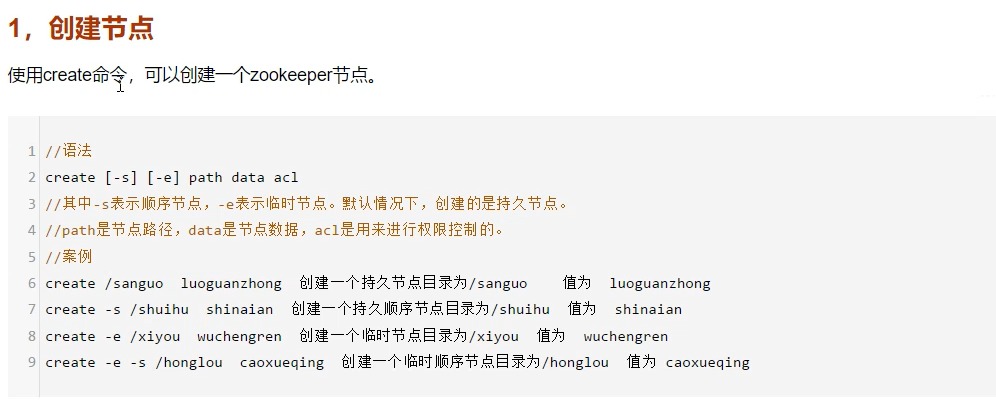 1，创建节点
使用create命令，可以创建一个zookeeper节点。
1 //语法
2 create [-s] [-e] path data acl
3 //其中-s表示顺序节点，-e表示临时节点。默认情况下，创建的是持久节点。
4 //path是节点路径，data是节点数据，acl是用来进行权限控制的。
5 //案例
6 create /sanguo  luoguanzhong  创建一个持久节点目录为/sanguo    值为  luoguanzhong
7 create -s /shuihu  shinaian  创建一个持久顺序节点目录为/shuihu  值为  shinaian
8 create -e /xiyou  wuchengren  创建一个临时节点目录为/xiyou  值为  wuchengren
9 create -e -s /honglou  caoxueqing  创建一个临时顺序节点目录为/honglou  值为 caoxueqing